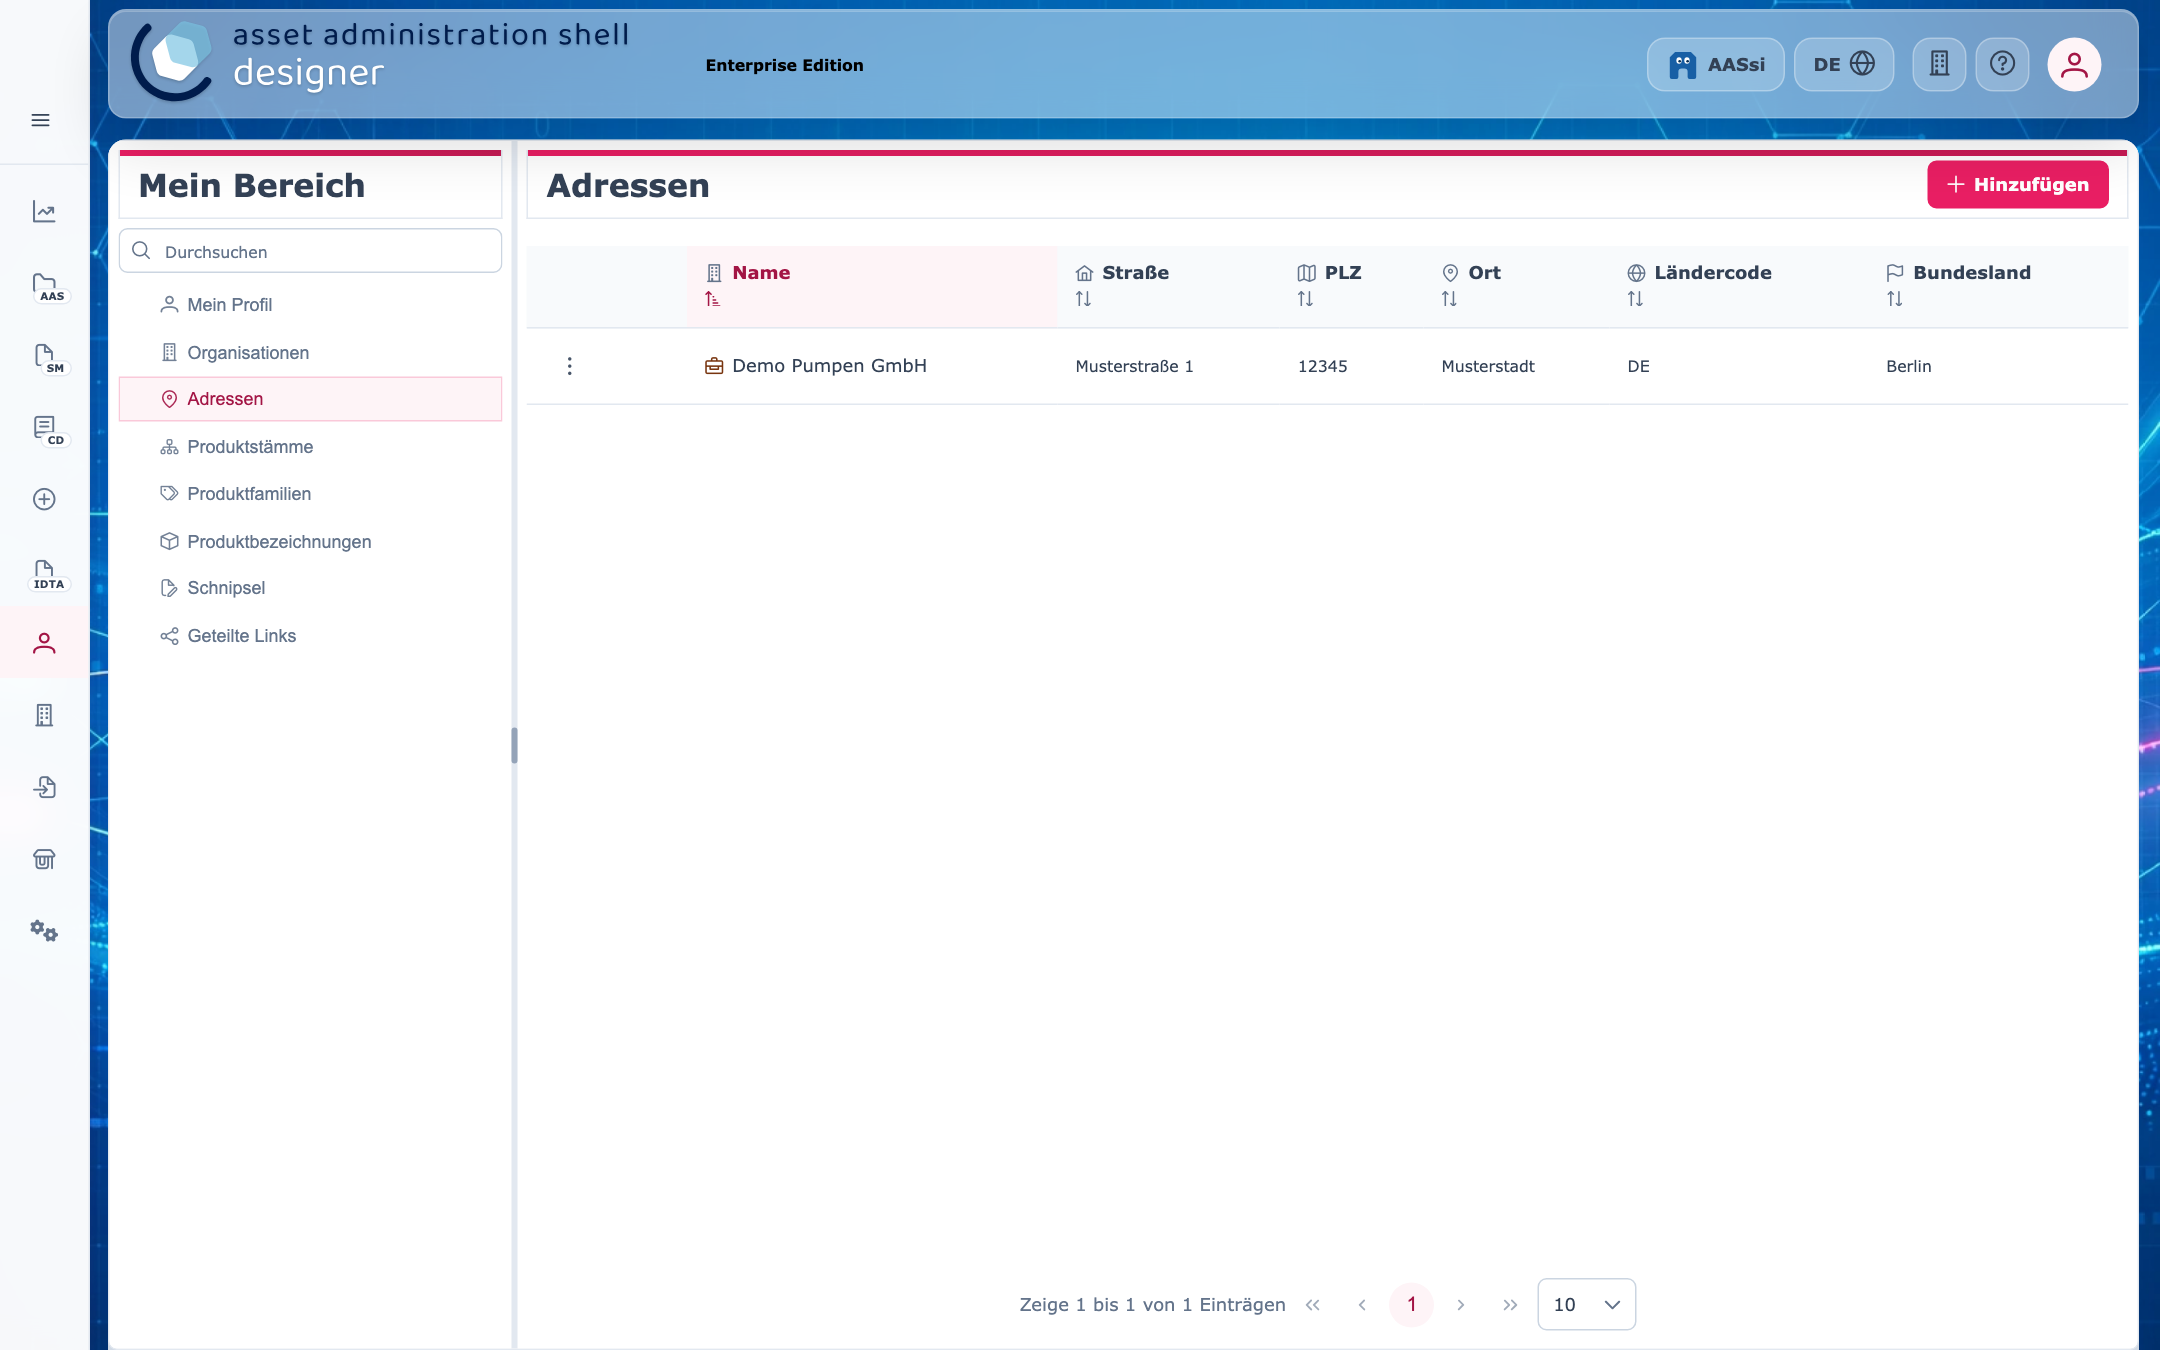 asset administration shell
designer
Enterprise Edition
AASsi
DE
Mein Bereich
Durchsuchen
Mein Profil
Organisationen
Adressen
Produktstämme
Produktfamilien
Produktbezeichnungen
Schnipsel
Geteilte Links
AAS
SM
CD
IDTA
Adressen
Hinzufügen
Name Straße PLZ Ort Ländercode Bundesland
Demo Pumpen GmbH Musterstraße 1 12345 Musterstadt DE Berlin
Zeige 1 bis 1 von 1 Einträgen 1 10